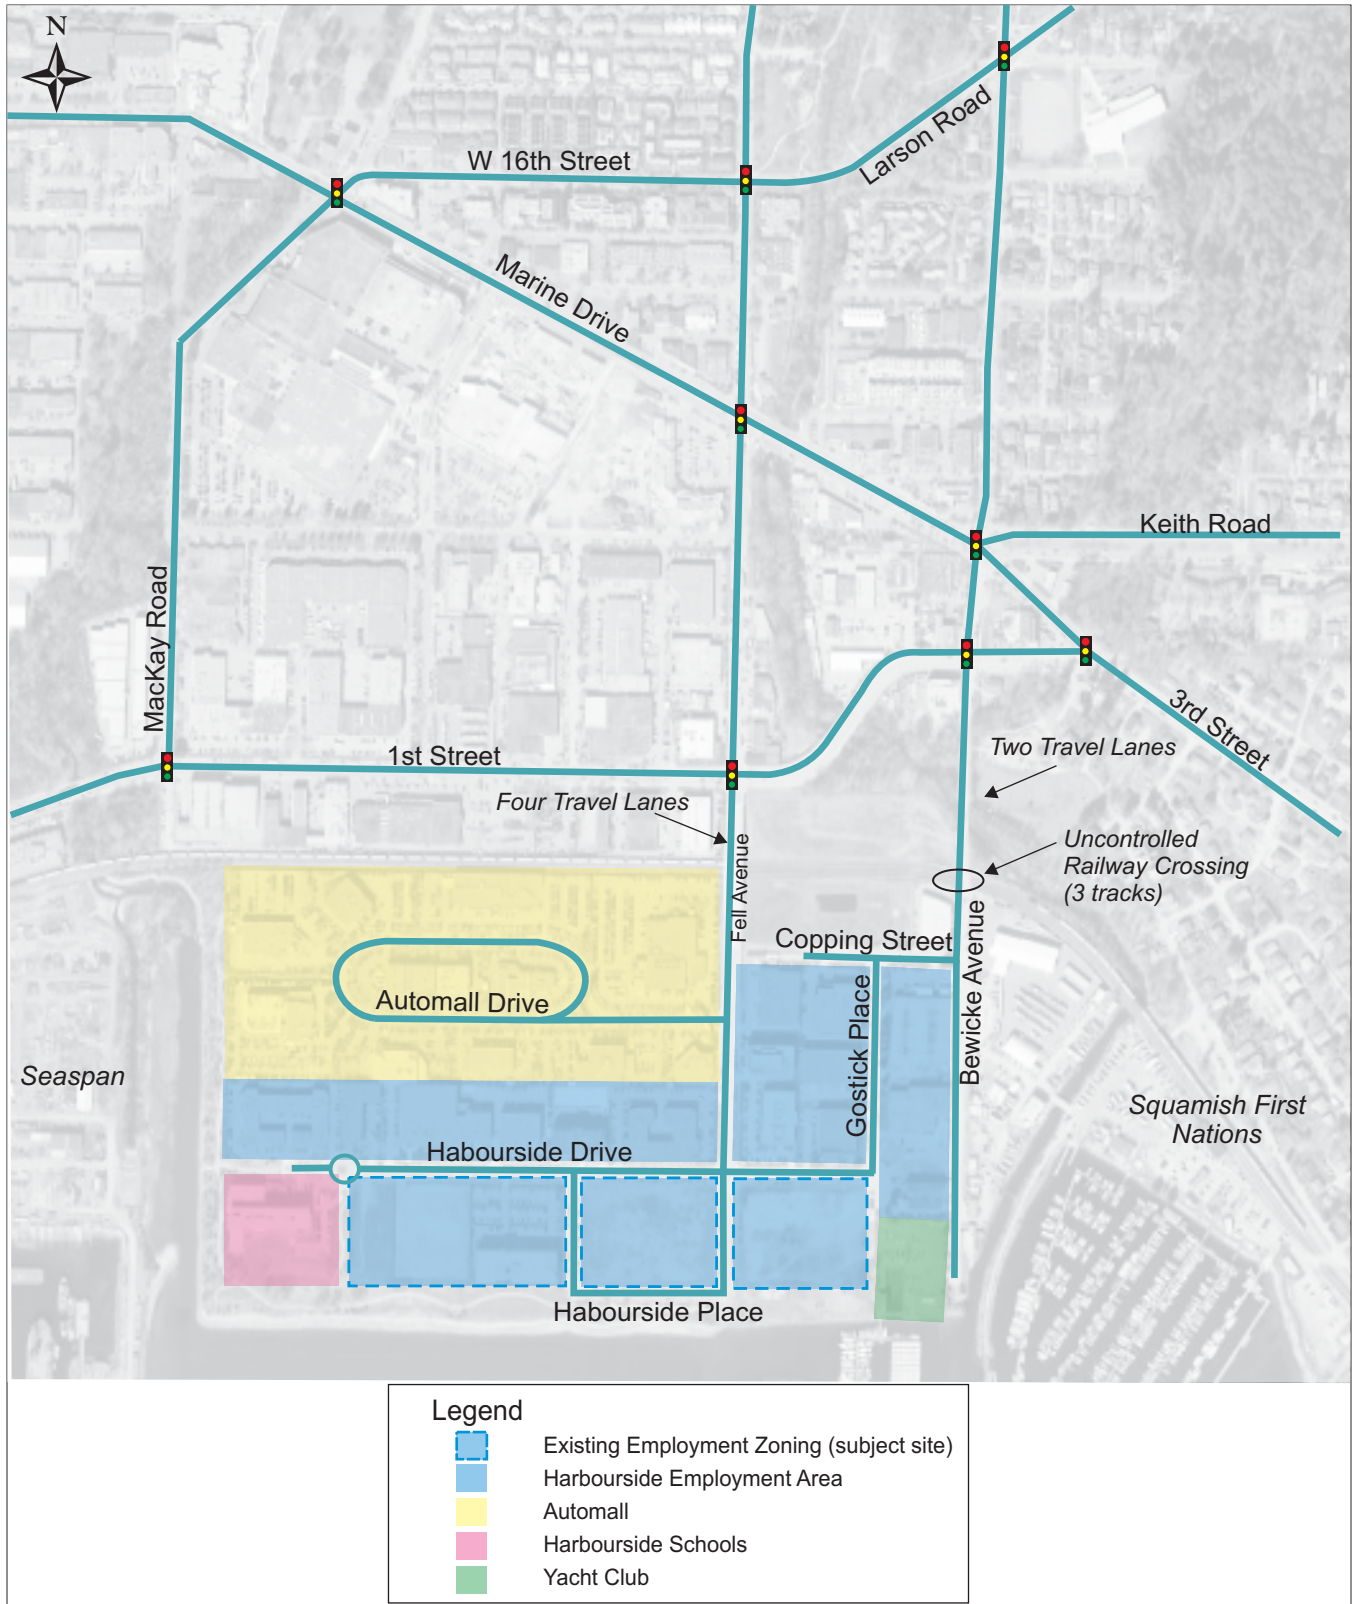 N
W 16th Street
Larson Road
Marine Drive
Keith Road
MacKay Road
3rd Street
1st Street
Two Travel Lanes
Four Travel Lanes
Uncontrolled
Railway Crossing
(3 tracks)
Fell Avenue
Copping Street
Bewicke Avenue
Automall Drive
Gostick Place
Seaspan
Squamish First
Nations
Habourside Drive
Habourside Place
Legend
Existing Employment Zoning (subject site)
Harbourside Employment Area
Automall
Harbourside Schools
Yacht Club